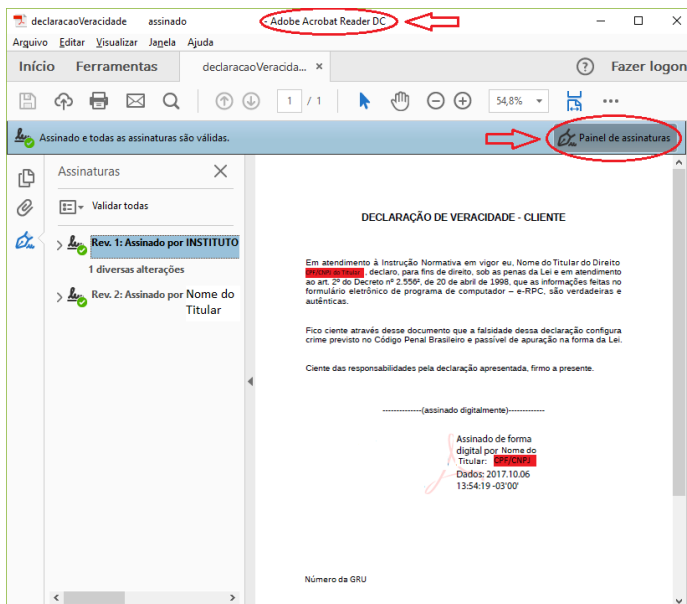 declaracaoVeracidade assinado - Adobe Acrobat Reader DC
Arquivo Editar Visualizar Janela Ajuda
Início Ferramentas declaracaoVeracida... × ? Fazer logon
1 / 1 54,8%
Assinado e todas as assinaturas são válidas. Painel de assinaturas
Assinaturas
Validar todas
Rev. 1: Assinado por INSTITUTO
1 diversas alterações
Rev. 2: Assinado por Nome do
Titular
DECLARAÇÃO DE VERACIDADE - CLIENTE
Em atendimento à Instrução Normativa em vigor eu, Nome do Titular do Direito
CPF/CNPJ do Titular, declaro, para fins de direito, sob as penas da Lei e em atendimento
ao art. 2º do Decreto nº 2.556², de 20 de abril de 1998, que as informações feitas no
formulário eletrônico de programa de computador – e-RPC, são verdadeiras e
autênticas.
Fico ciente através desse documento que a falsidade dessa declaração configura
crime previsto no Código Penal Brasileiro e passível de apuração na forma da Lei.
Ciente das responsabilidades pela declaração apresentada, firmo a presente.
--------------(assinado digitalmente)-------------
Assinado de forma
digital por Nome do
Titular: CPF/CNPJ
Dados: 2017.10.06
13:54:19 -03'00'
Número da GRU